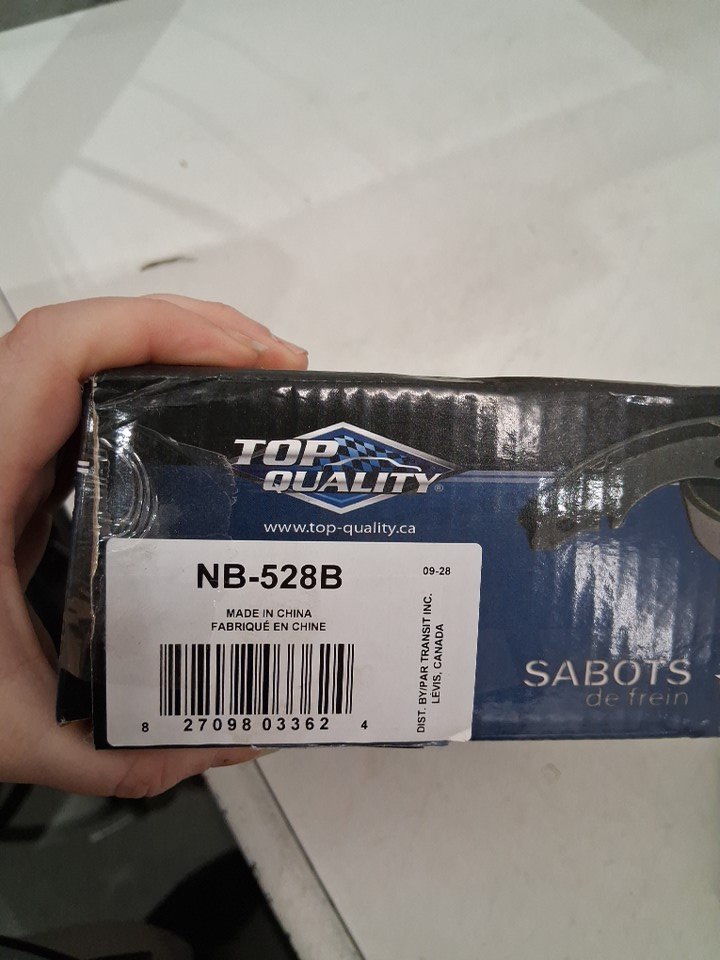 TOP
QUALITY®
www.top-quality.ca
NB-528B
09-28
MADE IN CHINA
FABRIQUÉ EN CHINE
8 27098 03362 4
DIST. BY/PAR TRANSIT INC.
LÉVIS, CANADA
SABOTS
de frein